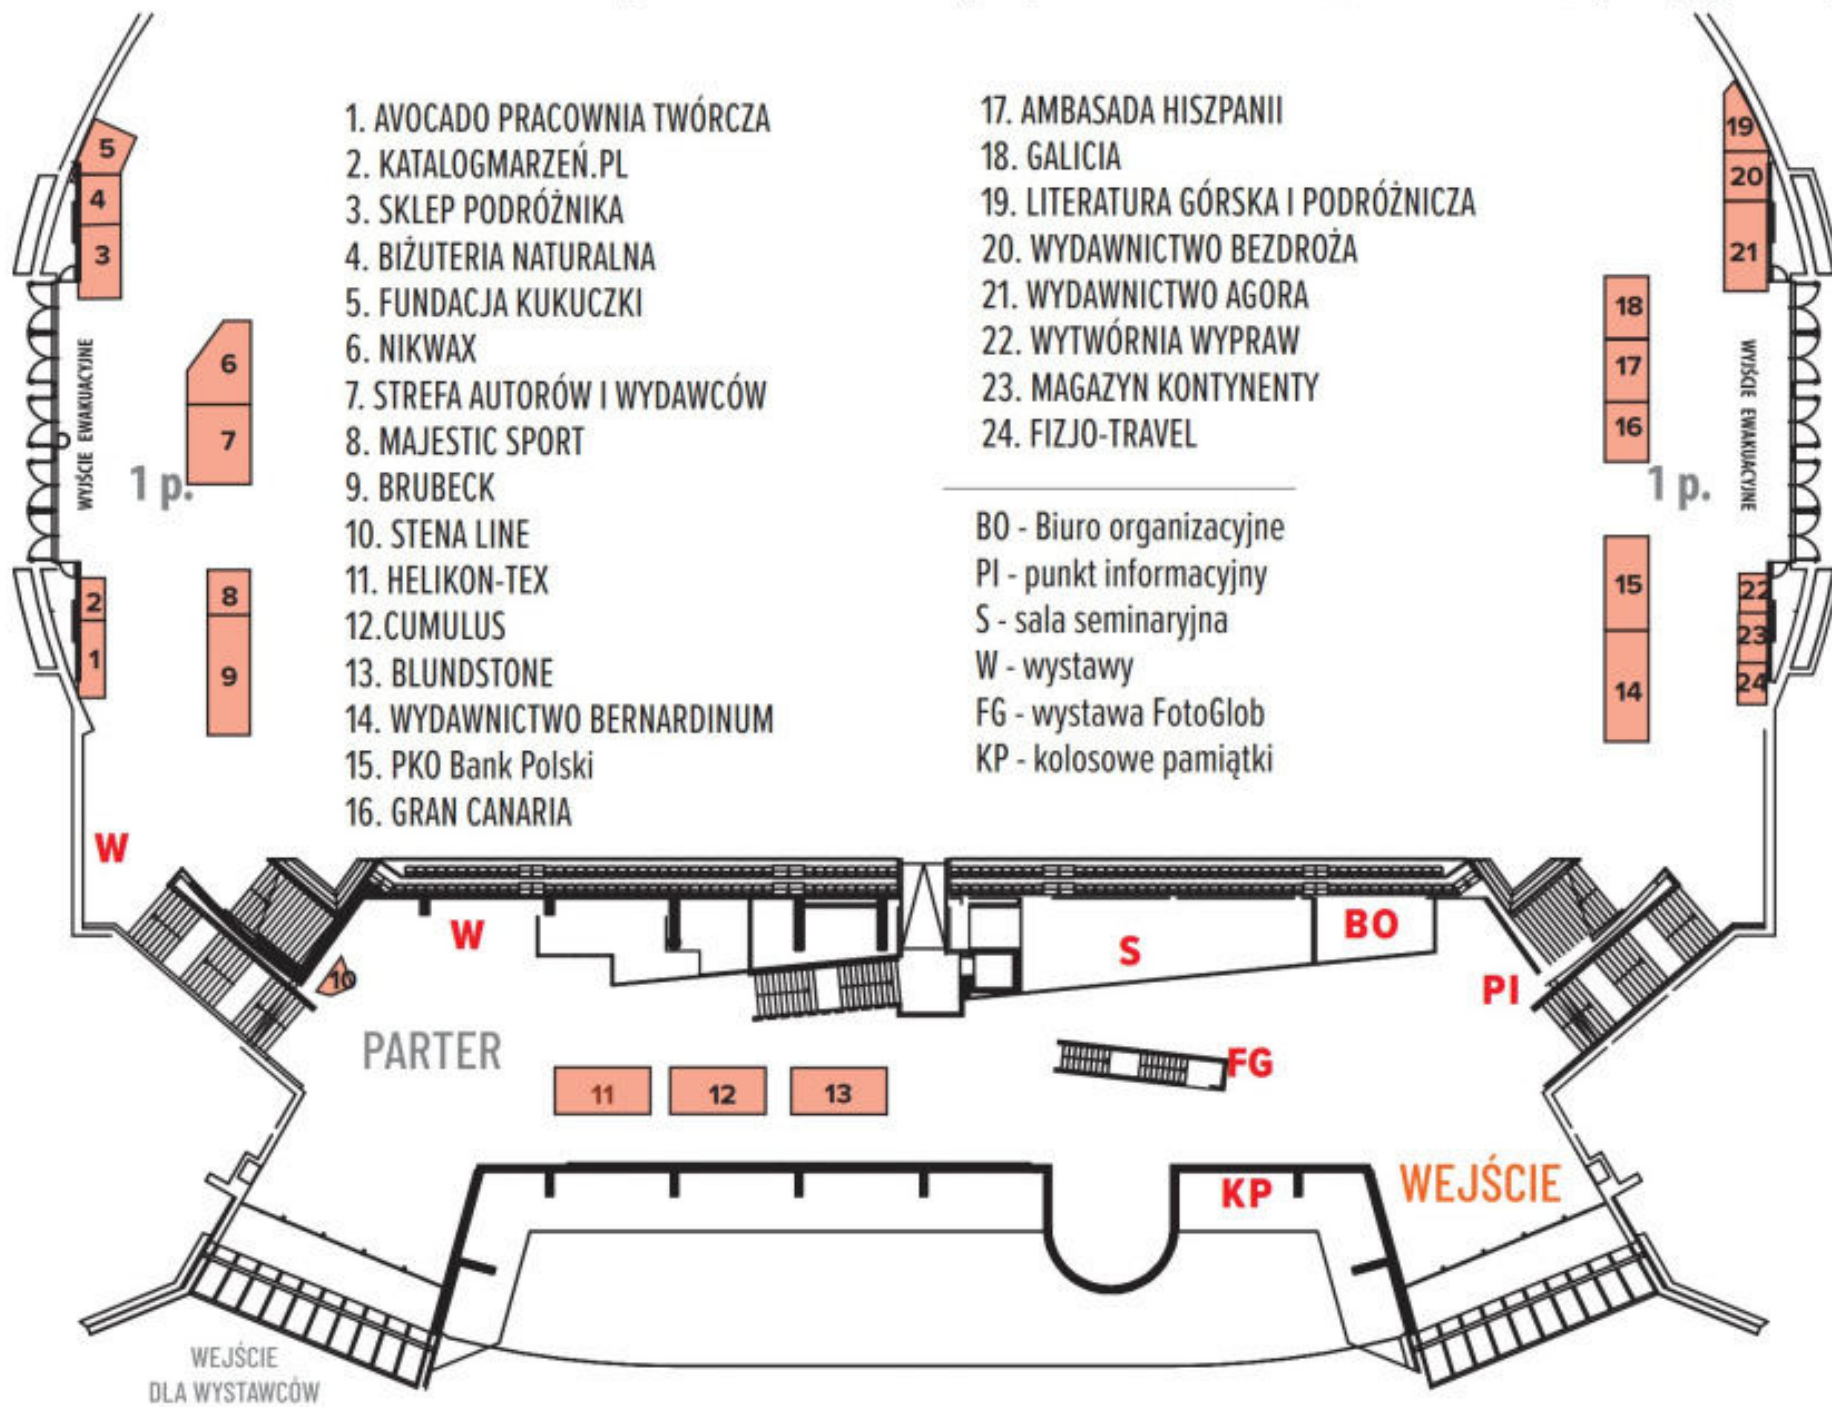 1. AVOCADO PRACOWNIA TWÓRCZA
2. KATALOGMARZEŃ.PL
3. SKLEP PODRÓŻNIKA
4. BIŻUTERIA NATURALNA
5. FUNDACJA KUKUCZKI
6. NIKWAX
7. STREFA AUTORÓW I WYDAWCÓW
8. MAJESTIC SPORT
9. BRUBECK
10. STENA LINE
11. HELIKON-TEX
12.CUMULUS
13. BLUNDSTONE
14. WYDAWNICTWO BERNARDINUM
15. PKO Bank Polski
16. GRAN CANARIA
17. AMBASADA HISZPANII
18. GALICIA
19. LITERATURA GÓRSKA I PODRÓŻNICZA
20. WYDAWNICTWO BEZDROŻA
21. WYDAWNICTWO AGORA
22. WYTWÓRNIA WYPRAW
23. MAGAZYN KONTYNENTY
24. FIZJO-TRAVEL
BO - Biuro organizacyjne
PI - punkt informacyjny
S - sala seminaryjna
W - wystawy
FG - wystawa FotoGlob
KP - kolosowe pamiątki
5
4
3
6
7
WYJŚCIE EWAKUACYJNE
1 p.
2
1
8
9
W
19
20
21
18
17
16
WYJŚCIE EWAKUACYJNE
1 p.
15
14
22
23
24
W
S
BO
PI
10
PARTER
11
12
13
FG
KP
WEJŚCIE
WEJŚCIE
DLA WYSTAWCÓW